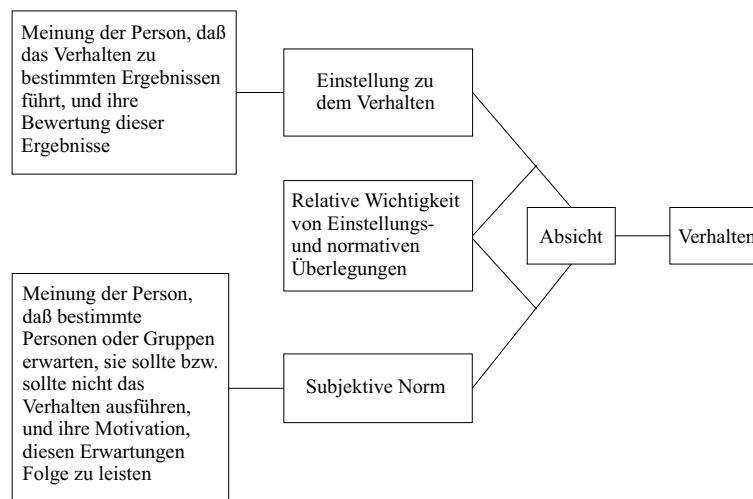 Meinung der Person, daß
das Verhalten zu
bestimmten Ergebnissen
führt, und ihre
Bewertung dieser
Ergebnisse
Einstellung zu
dem Verhalten
Relative Wichtigkeit
von Einstellungs-
und normativen
Überlegungen
Absicht
Verhalten
Meinung der Person,
daß bestimmte
Personen oder Gruppen
erwarten, sie sollte bzw.
sollte nicht das
Verhalten ausführen,
und ihre Motivation,
diesen Erwartungen
Folge zu leisten
Subjektive Norm